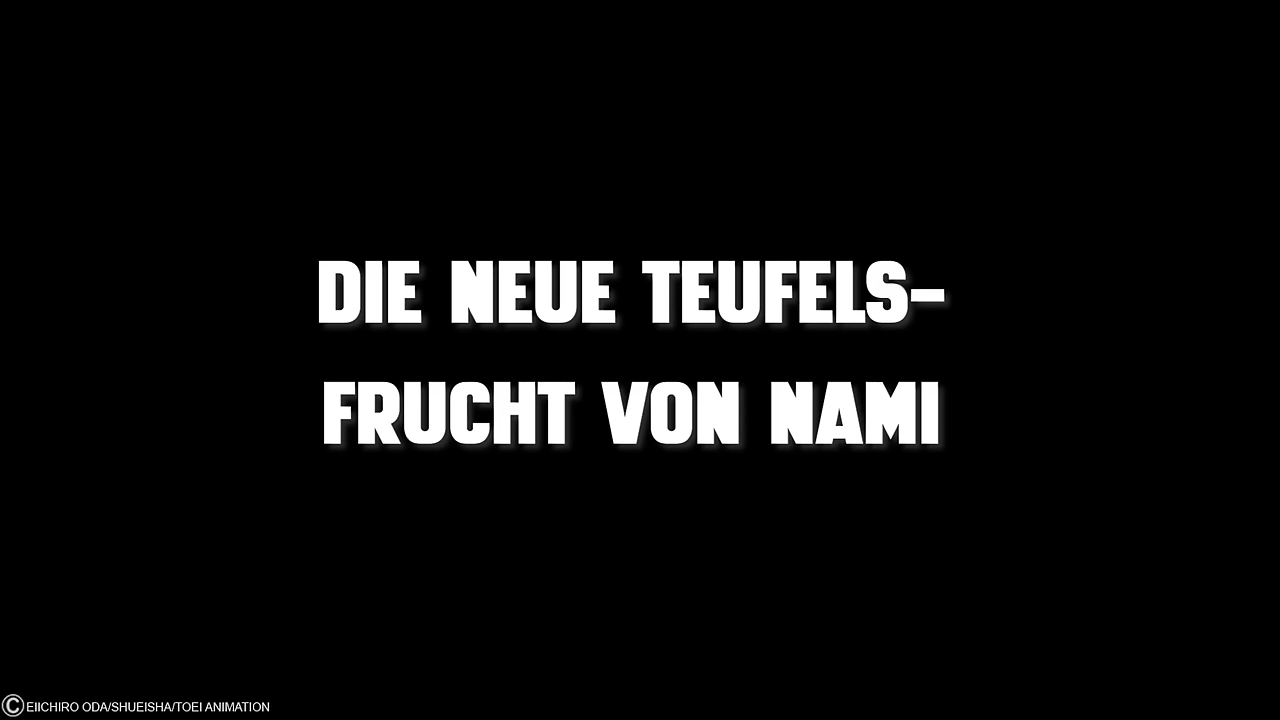 DIE NEUE TEUFELS-
FRUCHT VON NAMI
©EIICHIRO ODA/SHUEISHA/TOEI ANIMATION